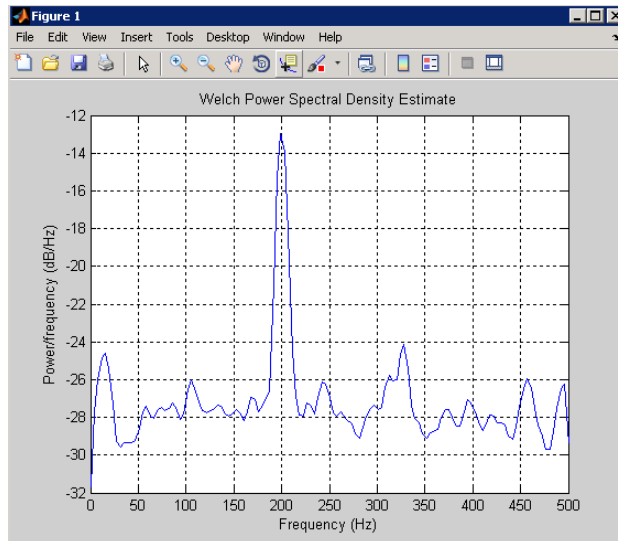 Figure 1
File Edit View Insert Tools Desktop Window Help
Welch Power Spectral Density Estimate
Power/frequency (dB/Hz)
-12
-14
-16
-18
-20
-22
-24
-26
-28
-30
-32
0 50 100 150 200 250 300 350 400 450 500
Frequency (Hz)